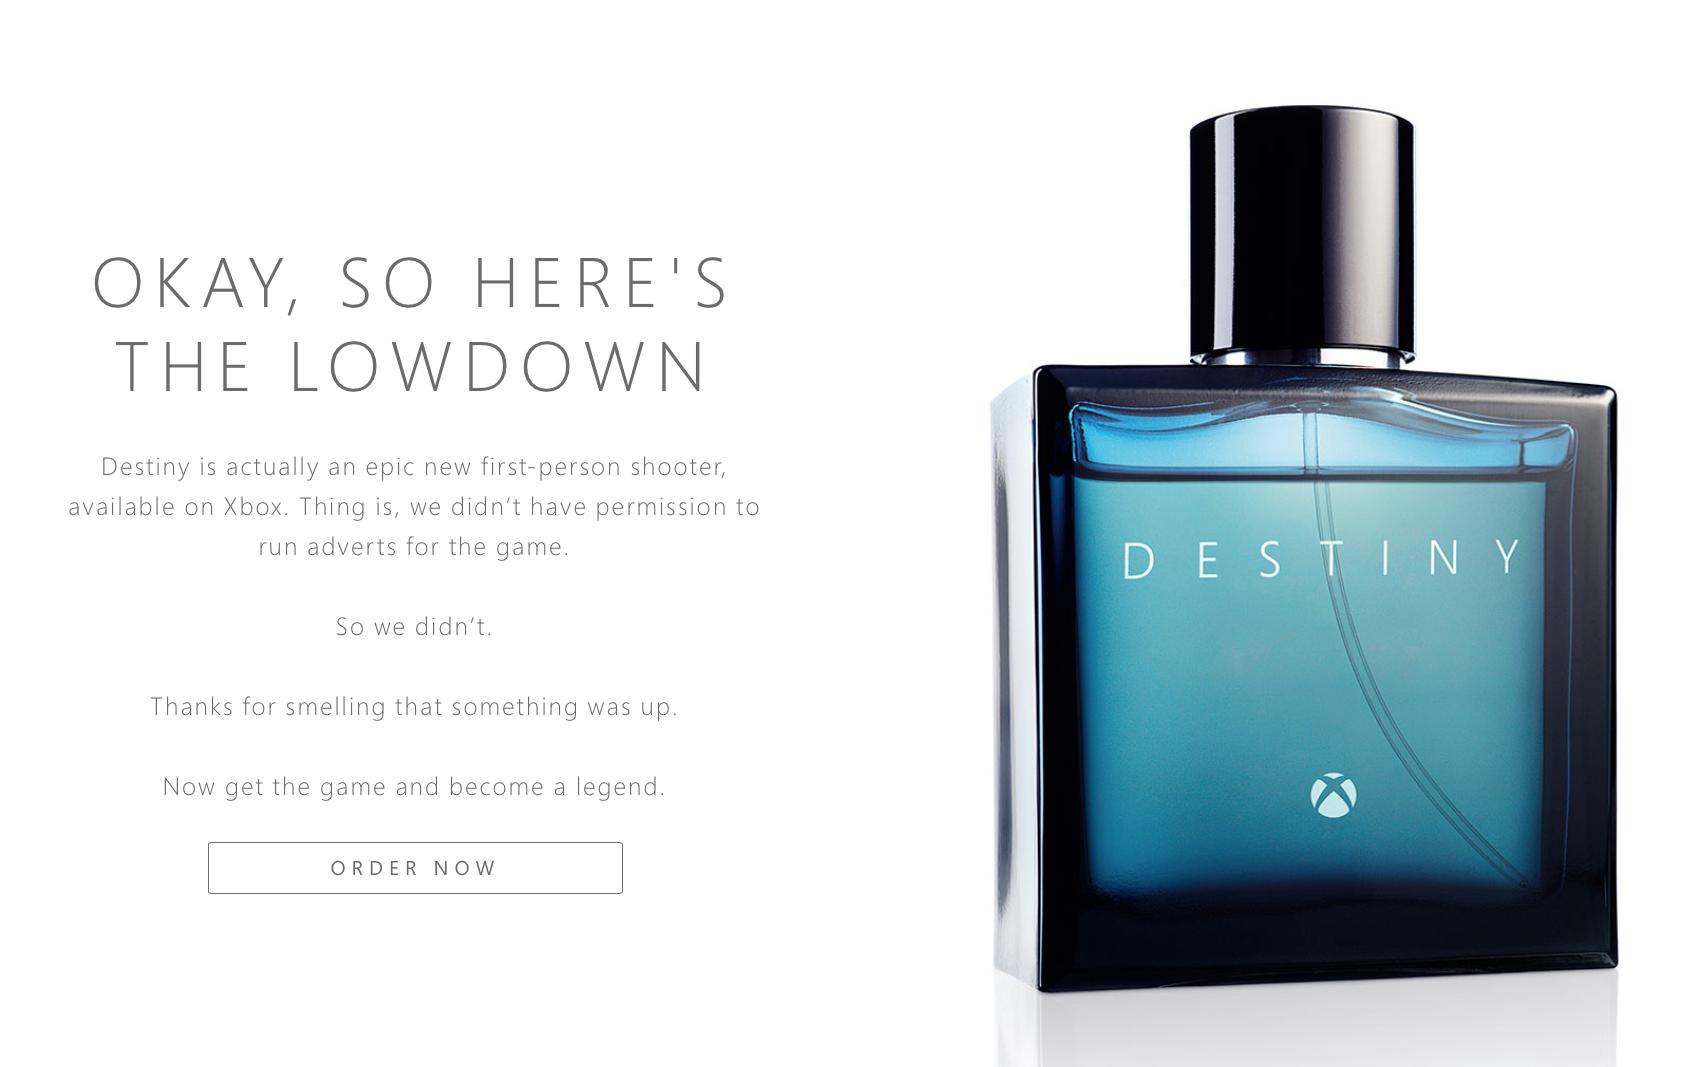 OKAY, SO HERE'S
THE LOWDOWN
Destiny is actually an epic new first-person shooter,
available on Xbox. Thing is, we didn’t have permission to
run adverts for the game.
So we didn’t.
Thanks for smelling that something was up.
Now get the game and become a legend.
ORDER NOW
DESTINY